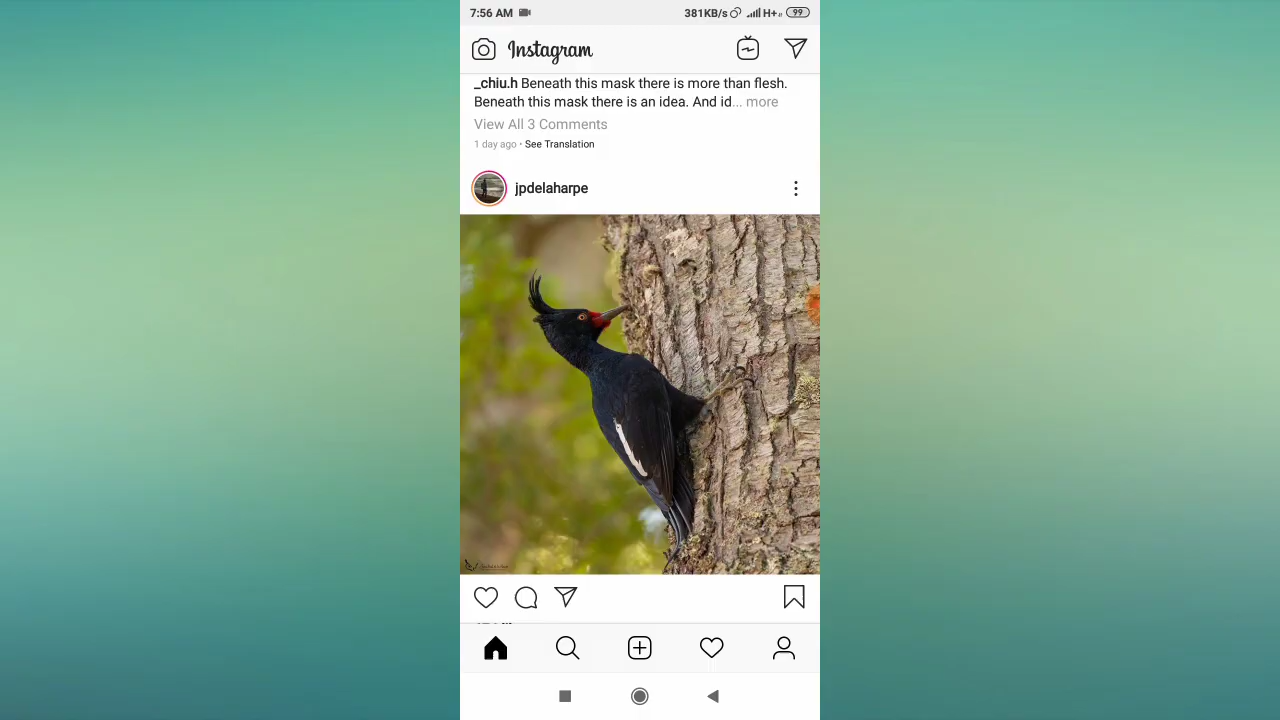 7:56 AM 381KB/s H+ 99
Instagram
_chiu.h Beneath this mask there is more than flesh.
Beneath this mask there is an idea. And id... more
View All 3 Comments
1 day ago · See Translation
jpdelaharpe